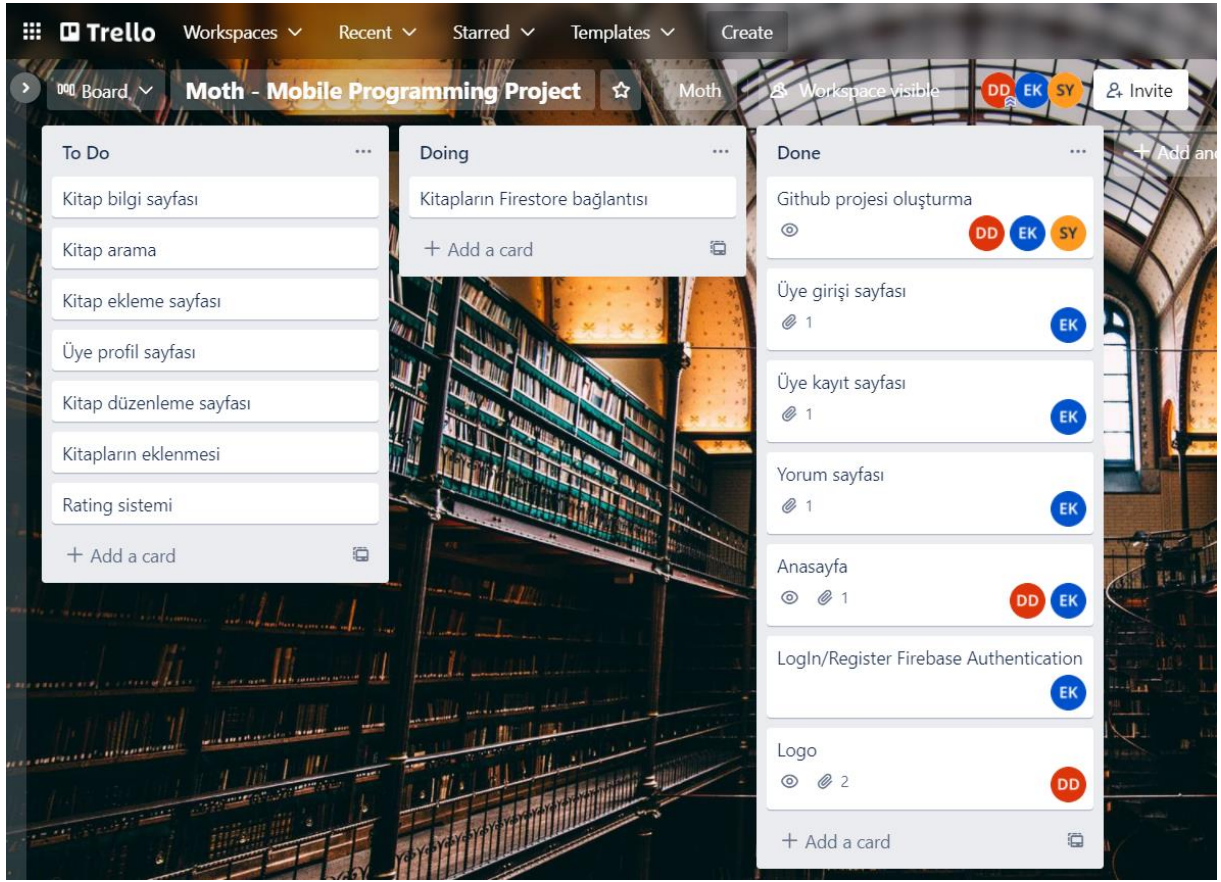 Trello Workspaces Recent Starred Templates Create
Board Moth - Mobile Programming Project Moth Workspace visible DD EK SY Invite
To Do
Kitap bilgi sayfası
Kitap arama
Kitap ekleme sayfası
Üye profil sayfası
Kitap düzenleme sayfası
Kitapların eklenmesi
Rating sistemi
+ Add a card
Doing
Kitapların Firestore bağlantısı
+ Add a card
Done
Github projesi oluşturma
DD EK SY
Üye girişi sayfası
1 EK
Üye kayıt sayfası
1 EK
Yorum sayfası
1 EK
Anasayfa
1 DD EK
LogIn/Register Firebase Authentication
EK
Logo
2 DD
+ Add a card
+ Add